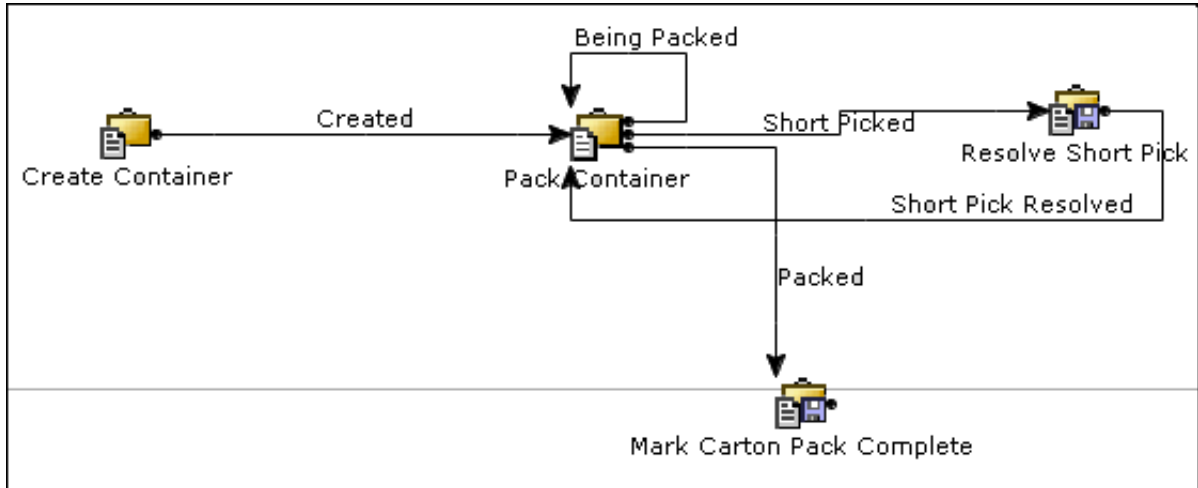 Being Packed
Created
Short Picked
Create Container
Pack Container
Resolve Short Pick
Short Pick Resolved
Packed
Mark Carton Pack Complete